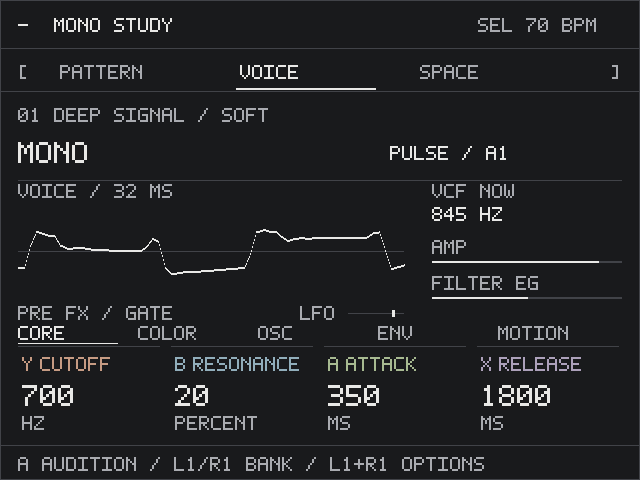 – MONO STUDY SEL 70 BPM
[ PATTERN VOICE SPACE ]
01 DEEP SIGNAL / SOFT
MONO PULSE / A1
VOICE / 32 MS VCF NOW
845 HZ
AMP
FILTER EG
PRE FX / GATE LFO
CORE COLOR OSC ENV MOTION
Y CUTOFF B RESONANCE A ATTACK X RELEASE
700 20 350 1800
HZ PERCENT MS MS
A AUDITION / L1/R1 BANK / L1+R1 OPTIONS